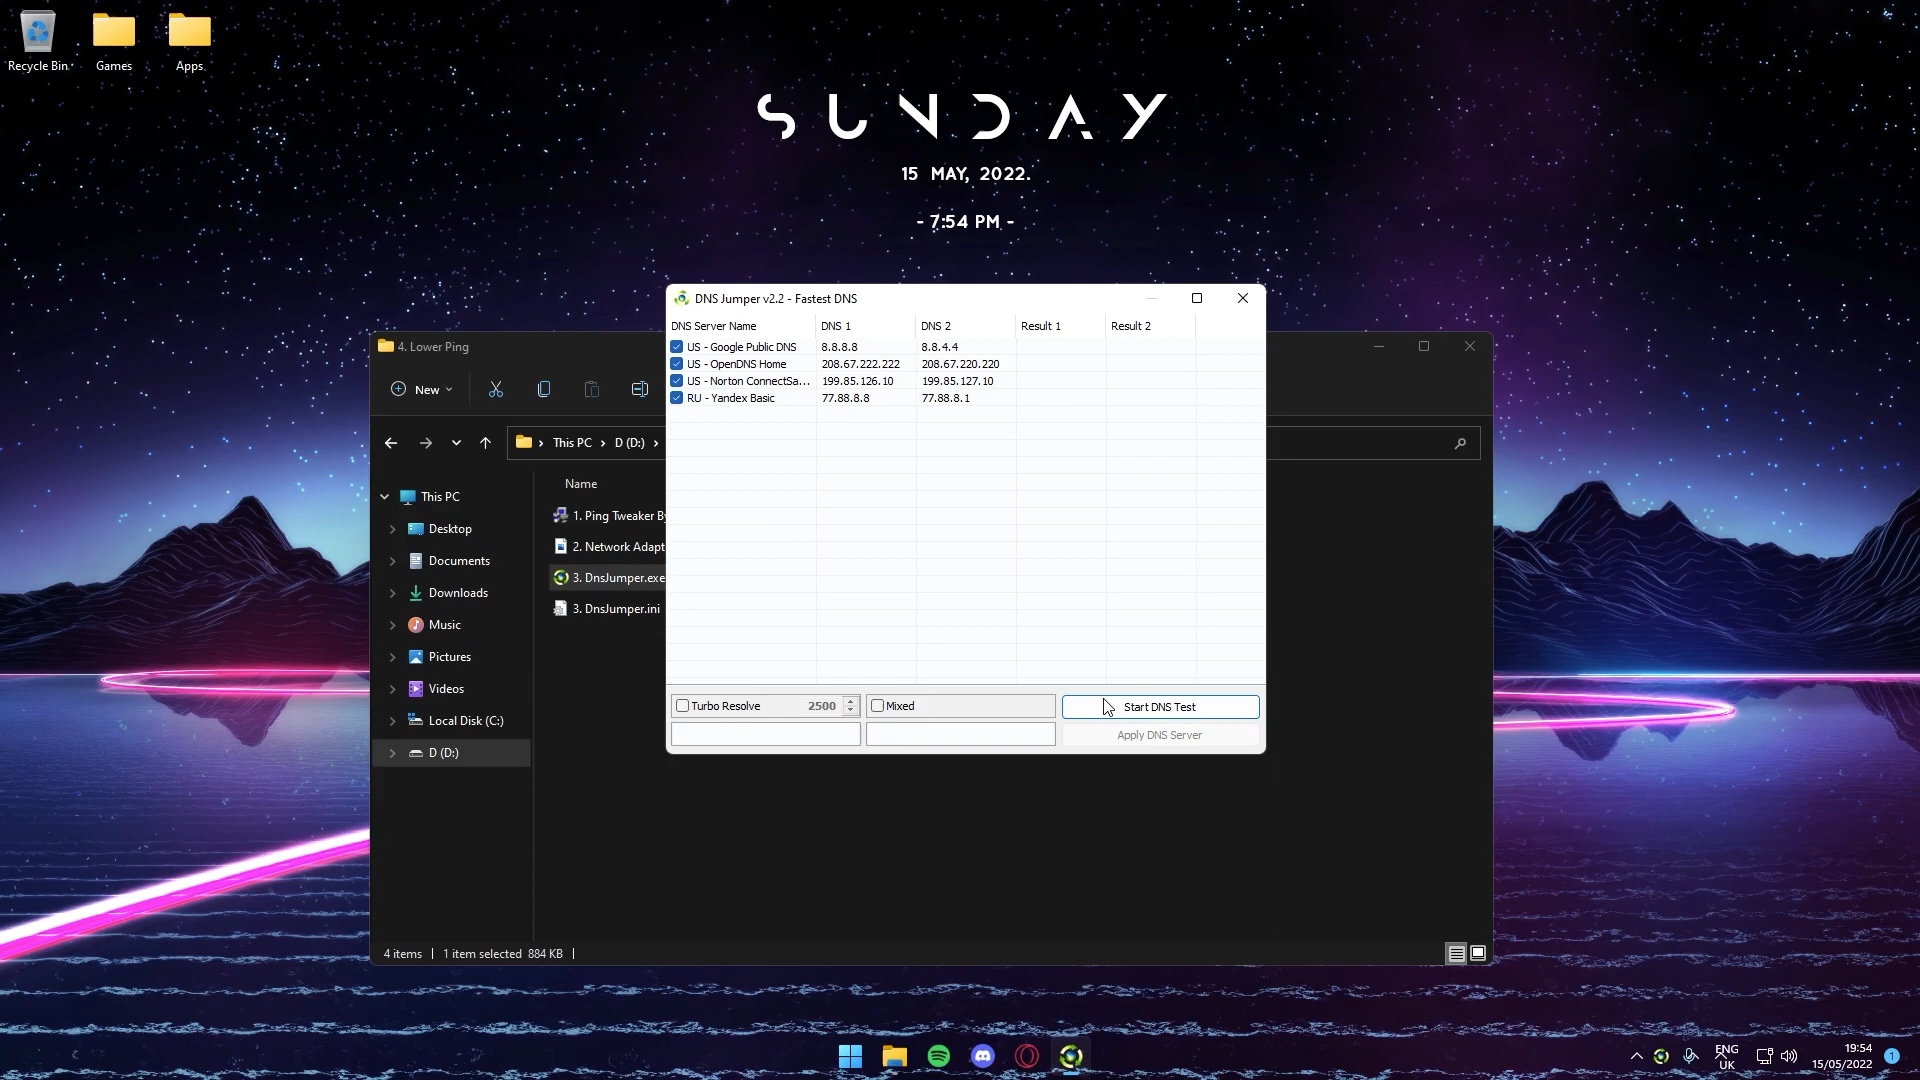 Recycle Bin
Games
Apps
SUNDAY
15 MAY, 2022.
- 7:54 PM -
DNS Jumper v2.2 - Fastest DNS
DNS Server Name DNS 1 DNS 2 Result 1 Result 2
US - Google Public DNS 8.8.8.8 8.8.4.4
US - OpenDNS Home 208.67.222.222 208.67.220.220
US - Norton ConnectSa... 199.85.126.10 199.85.127.10
RU - Yandex Basic 77.88.8.8 77.88.8.1
Turbo Resolve 2500 Mixed Start DNS Test
Apply DNS Server
4. Lower Ping
New
This PC > D (D:) >
Name
1. Ping Tweaker By
2. Network Adapt
3. DnsJumper.exe
3. DnsJumper.ini
This PC
Desktop
Documents
Downloads
Music
Pictures
Videos
Local Disk (C:)
D (D:)
4 items 1 item selected 884 KB
ENG
UK
19:54
15/05/2022
1